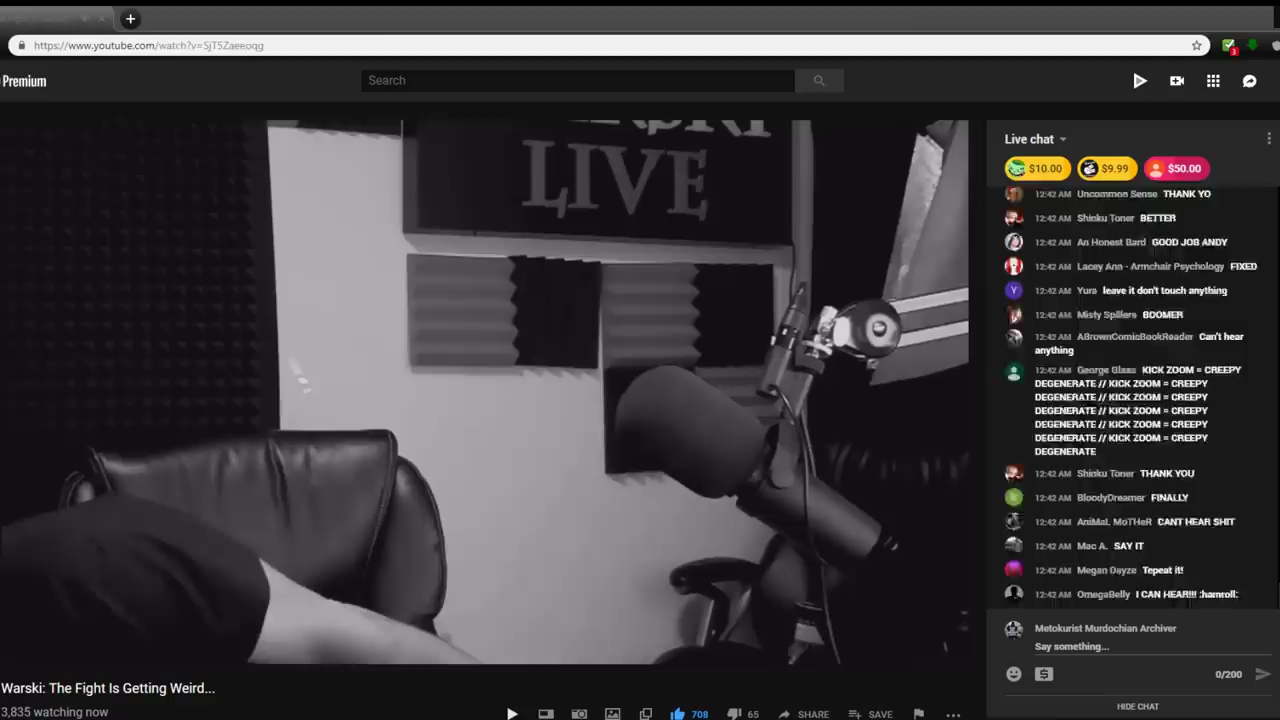 https://www.youtube.com/watch?v=SjT5Zaeeoqg
3
Premium
Search
LIVE
Live chat
$10.00
$9.99
$50.00
12:42 AM Uncommon Sense THANK YO
12:42 AM Shinku Toner BETTER
12:42 AM An Honest Bard GOOD JOB ANDY
12:42 AM Lacey Ann - Armchair Psychology FIXED
Y
12:42 AM Yura leave it don't touch anything
12:42 AM Misty Spillers BOOMER
12:42 AM ABrownComicBookReader Can't hear
anything
12:42 AM George Glass KICK ZOOM = CREEPY
DEGENERATE // KICK ZOOM = CREEPY
DEGENERATE // KICK ZOOM = CREEPY
DEGENERATE // KICK ZOOM = CREEPY
DEGENERATE // KICK ZOOM = CREEPY
DEGENERATE // KICK ZOOM = CREEPY
DEGENERATE
12:42 AM Shinku Toner THANK YOU
12:42 AM BloodyDreamer FINALLY
12:42 AM AniMaL MoTHeR CANT HEAR SHIT
12:42 AM Mac A. SAY IT
12:42 AM Megan Dayze Tepeat it!
12:42 AM OmegaBelly I CAN HEAR!!! :hamroll:
Metokurist Murdochian Archiver
Say something...
0/200
HIDE CHAT
Warski: The Fight Is Getting Weird...
3,835 watching now
708
65
SHARE
SAVE